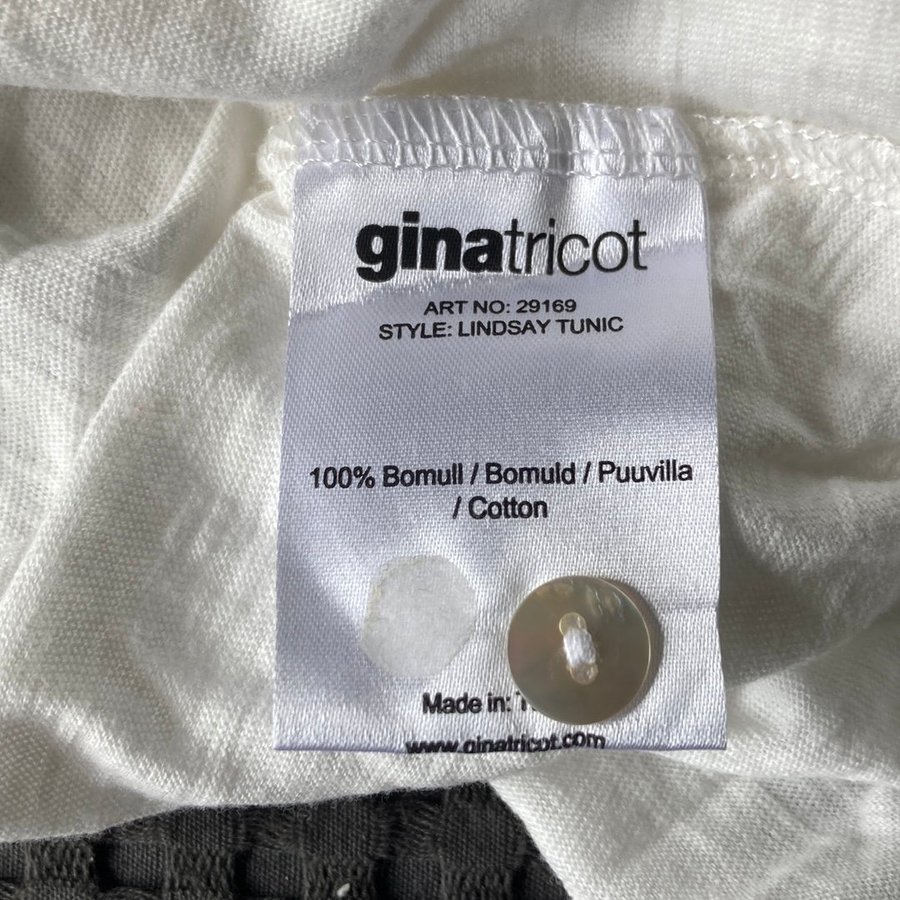 ginatricot
ART NO: 29169
STYLE: LINDSAY TUNIC
100% Bomull / Bomuld / Puuvilla
/ Cotton
Made in:
www.ginatricot.com